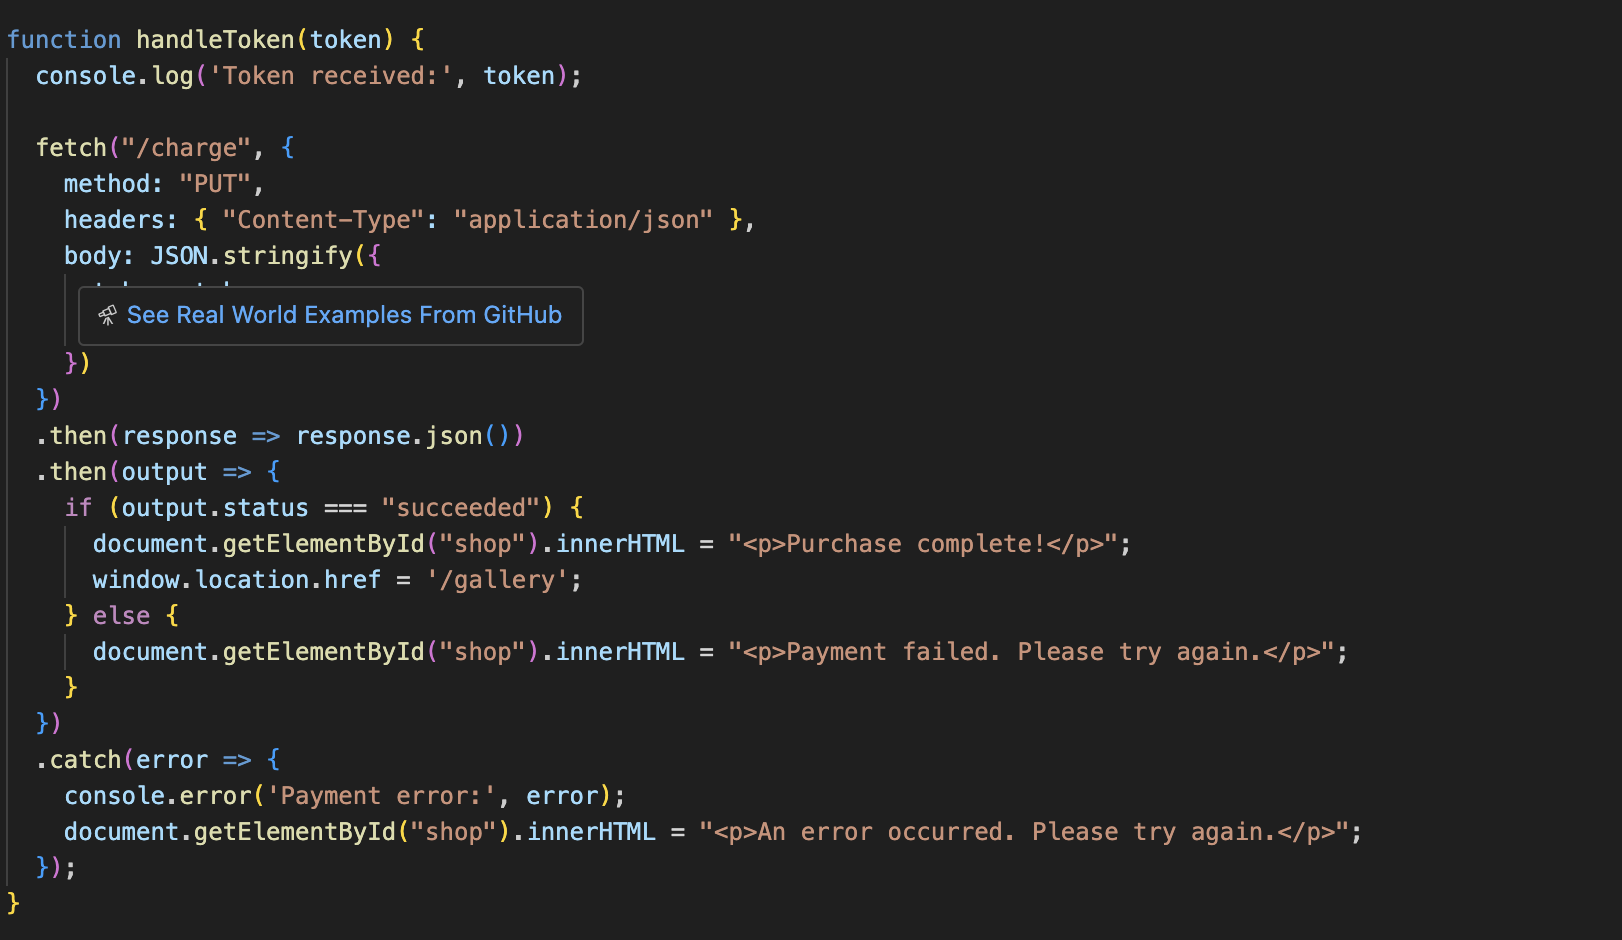 function handleToken(token) {
console.log('Token received:', token);
fetch("/charge", {
method: "PUT",
headers: { "Content-Type": "application/json" },
body: JSON.stringify({
See Real World Examples From GitHub
})
})
.then(response => response.json())
.then(output => {
if (output.status === "succeeded") {
document.getElementById("shop").innerHTML = "<p>Purchase complete!</p>";
window.location.href = '/gallery';
} else {
document.getElementById("shop").innerHTML = "<p>Payment failed. Please try again.</p>";
}
})
.catch(error => {
console.error('Payment error:', error);
document.getElementById("shop").innerHTML = "<p>An error occurred. Please try again.</p>";
});
}